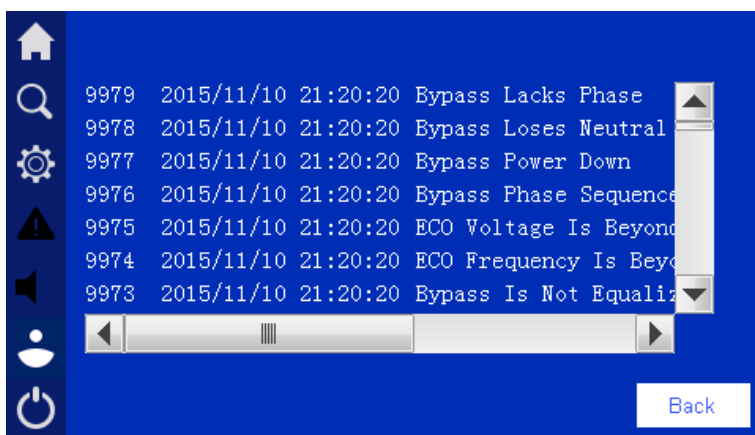 9979 2015/11/10 21:20:20 Bypass Lacks Phase
9978 2015/11/10 21:20:20 Bypass Loses Neutral
9977 2015/11/10 21:20:20 Bypass Power Down
9976 2015/11/10 21:20:20 Bypass Phase Sequence
9975 2015/11/10 21:20:20 ECO Voltage Is
9974 2015/11/10 21:20:20 ECO Frequency Is
9973 2015/11/10 21:20:20 Bypass Is Not
Back